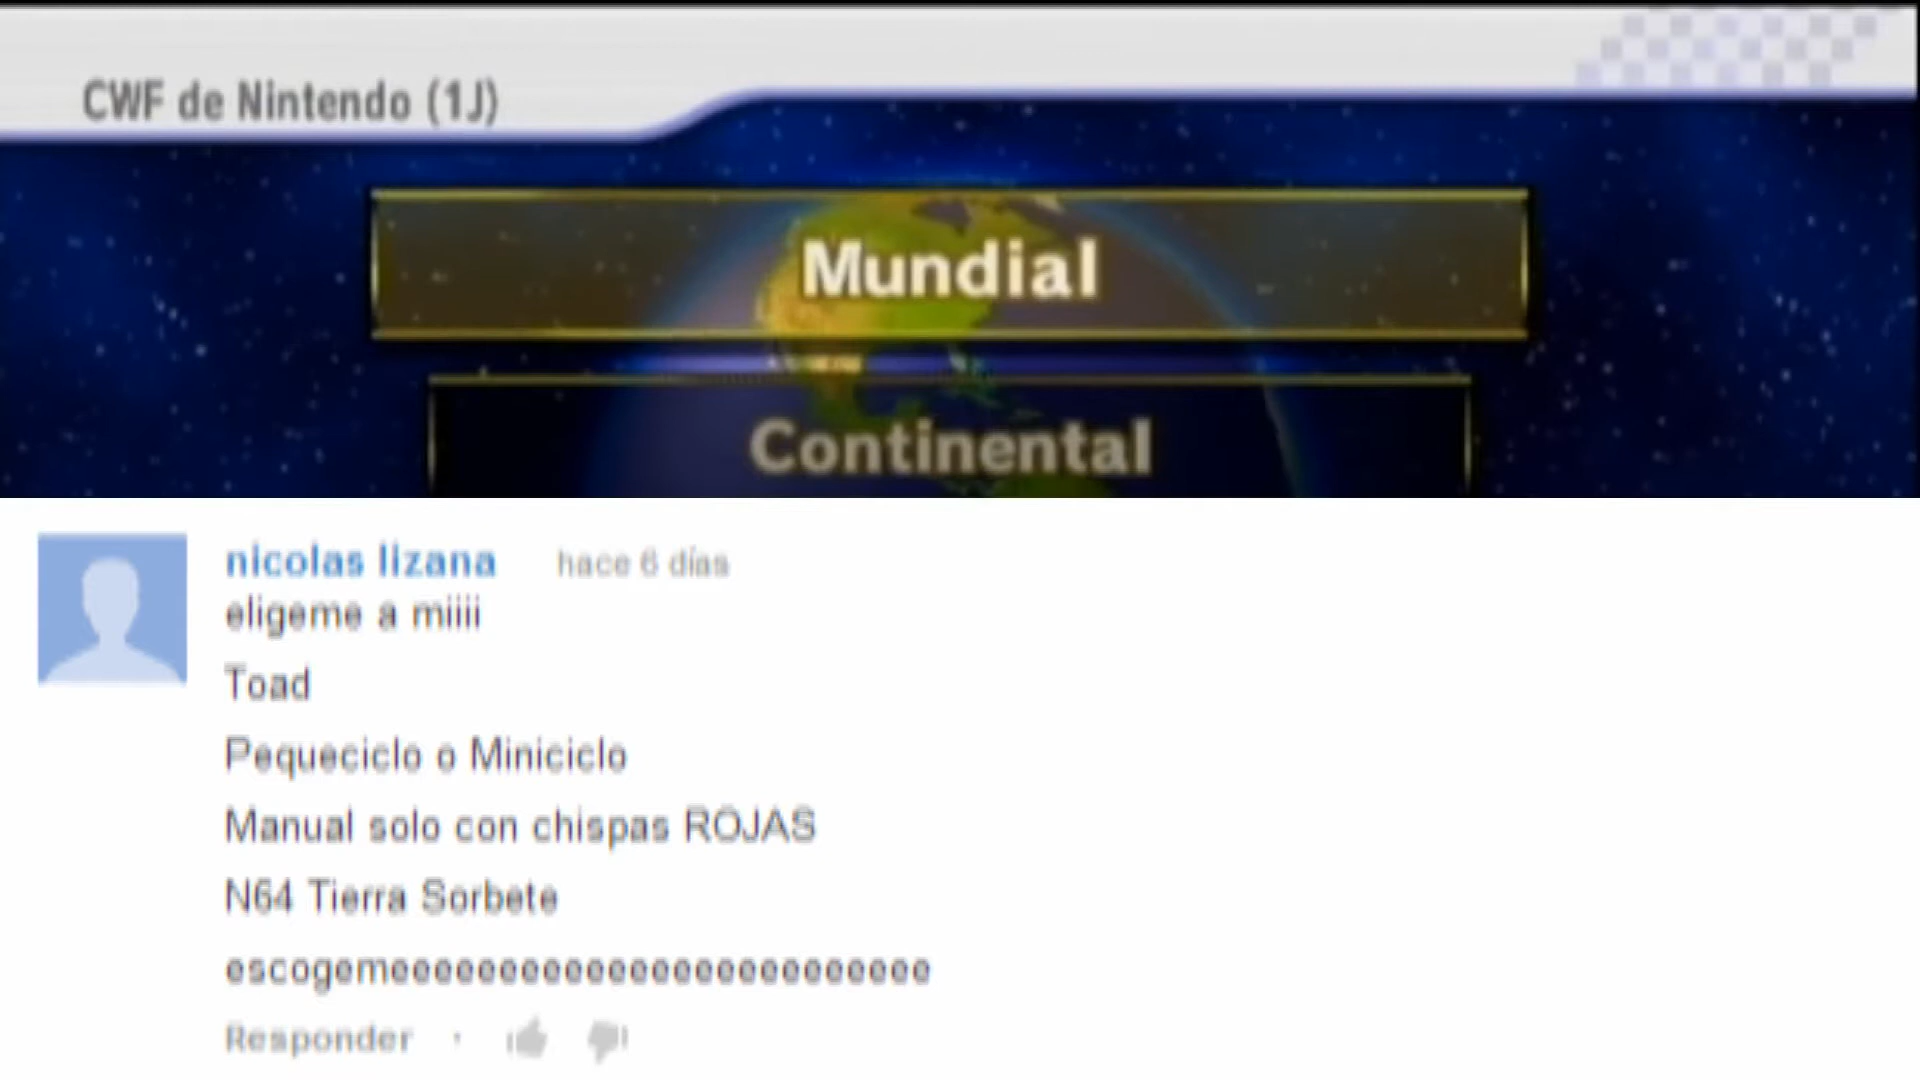 CWF de Nintendo (1J)
Mundial
Continental
nicolas lizana hace 6 días
eligeme a miiii
Toad
Pequeciclo o Miniciclo
Manual solo con chispas ROJAS
N64 Tierra Sorbete
escogemeeeeeeeeeeeeeeeeeeeeeeeeee
Responder ·